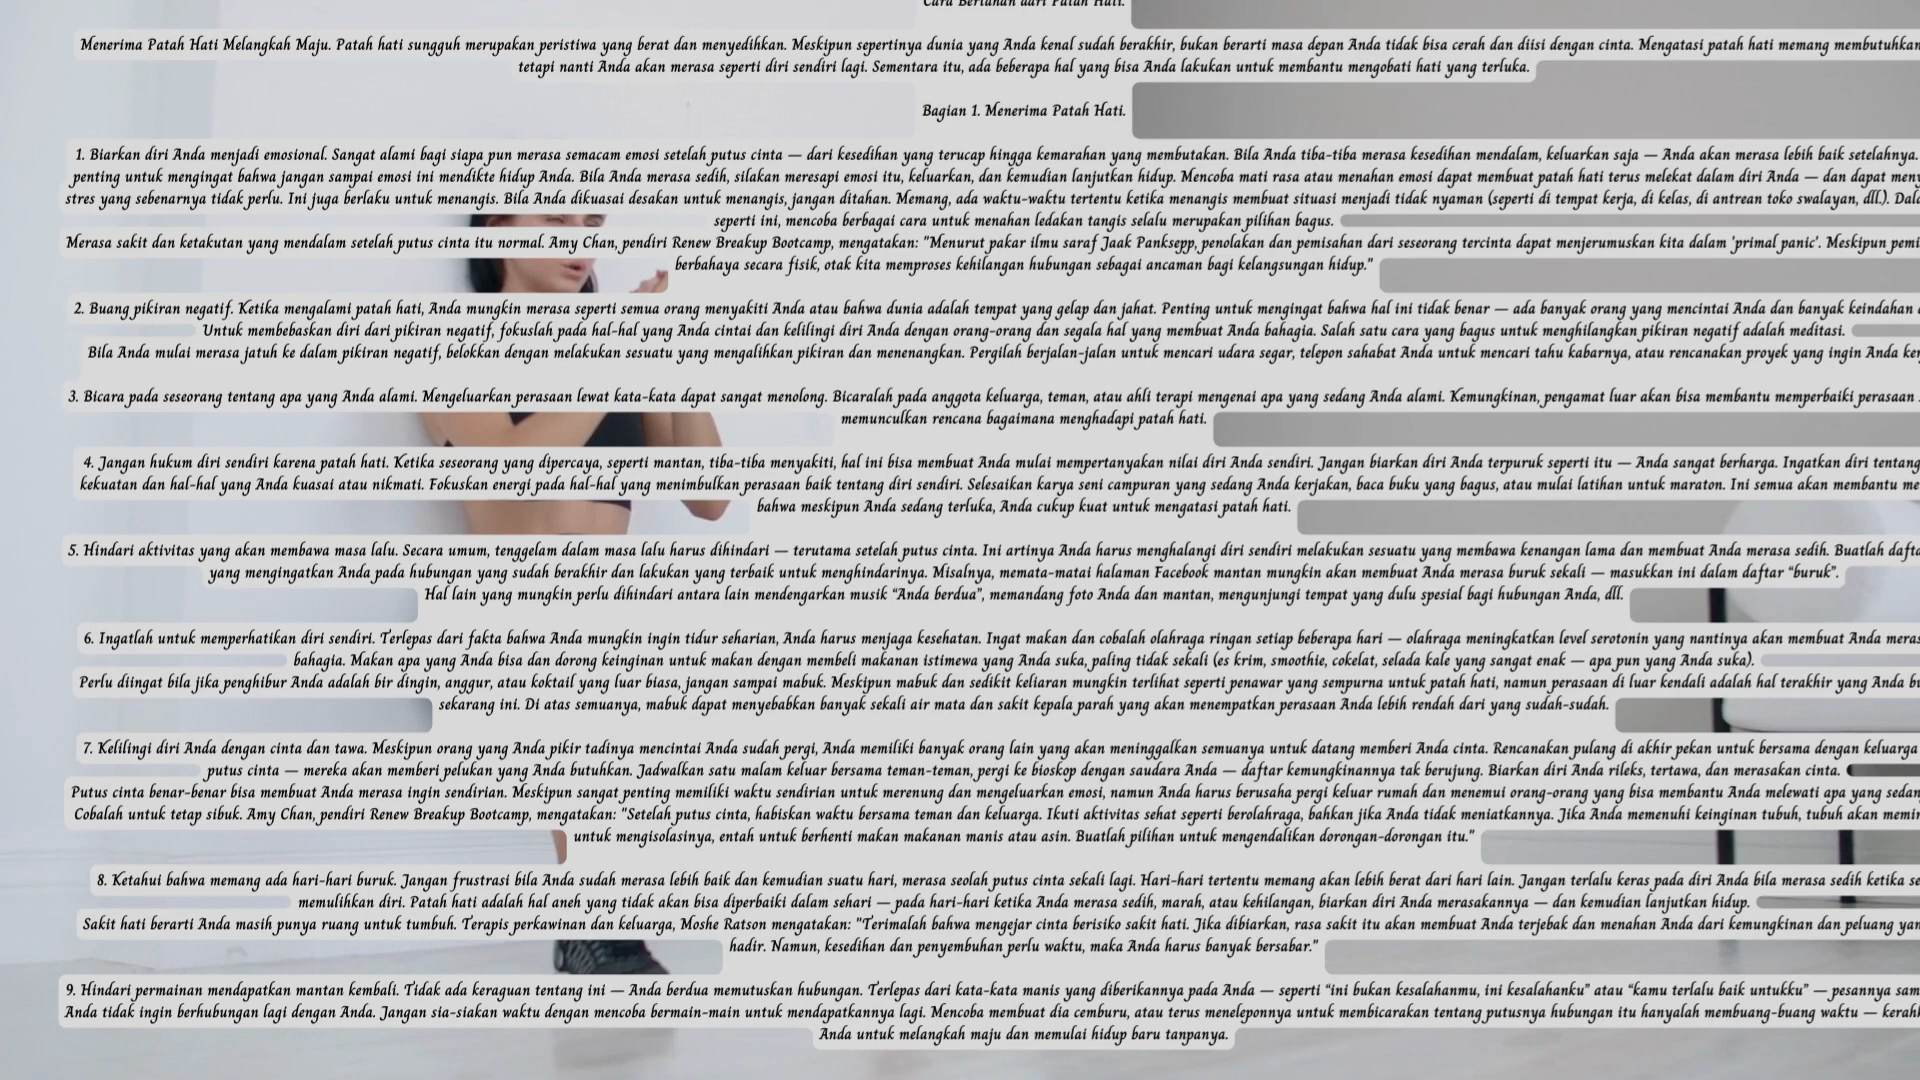 Cara Bertahan dari Patah Hati.
Menerima Patah Hati Melangkah Maju. Patah hati sungguh merupakan peristiwa yang berat dan menyedihkan. Meskipun sepertinya dunia yang Anda kenal sudah berakhir, bukan berarti masa depan Anda tidak bisa cerah dan diisi dengan cinta. Mengatasi patah hati memang membutuhkan
tetapi nanti Anda akan merasa seperti diri sendiri lagi. Sementara itu, ada beberapa hal yang bisa Anda lakukan untuk membantu mengobati hati yang terluka.
Bagian 1. Menerima Patah Hati.
1. Biarkan diri Anda menjadi emosional. Sangat alami bagi siapa pun merasa semacam emosi setelah putus cinta — dari kesedihan yang terucap hingga kemarahan yang membutakan. Bila Anda tiba-tiba merasa kesedihan mendalam, keluarkan saja — Anda akan merasa lebih baik setelahnya.
penting untuk mengingat bahwa jangan sampai emosi ini mendikte hidup Anda. Bila Anda merasa sedih, silakan meresapi emosi itu, keluarkan, dan kemudian lanjutkan hidup. Mencoba mati rasa atau menahan emosi dapat membuat patah hati terus melekat dalam diri Anda — dan dapat
stres yang sebenarnya tidak perlu. Ini juga berlaku untuk menangis. Bila Anda dikuasai desakan untuk menangis, jangan ditahan. Memang, ada waktu-waktu tertentu ketika menangis membuat situasi menjadi tidak nyaman (seperti di tempat kerja, di kelas, di antrean toko swalayan, dll.).
seperti ini, mencoba berbagai cara untuk menahan ledakan tangis selalu merupakan pilihan bagus.
Merasa sakit dan ketakutan yang mendalam setelah putus cinta itu normal. Amy Chan, pendiri Renew Breakup Bootcamp, mengatakan: "Menurut pakar ilmu saraf Jaak Panksepp, penolakan dan pemisahan dari seseorang tercinta dapat menjerumuskan kita dalam 'primal panic'. Meskipun
berbahaya secara fisik, otak kita memproses kehilangan hubungan sebagai ancaman bagi kelangsungan hidup."
2. Buang pikiran negatif. Ketika mengalami patah hati, Anda mungkin merasa seperti semua orang menyakiti Anda atau bahwa dunia adalah tempat yang gelap dan jahat. Penting untuk mengingat bahwa hal ini tidak benar — ada banyak orang yang mencintai Anda dan banyak keindahan
Untuk membebaskan diri dari pikiran negatif, fokuslah pada hal-hal yang Anda cintai dan kelilingi diri Anda dengan orang-orang dan segala hal yang membuat Anda bahagia. Salah satu cara yang bagus untuk menghilangkan pikiran negatif adalah meditasi.
Bila Anda mulai merasa jatuh ke dalam pikiran negatif, belokkan dengan melakukan sesuatu yang mengalihkan pikiran dan menenangkan. Pergilah berjalan-jalan untuk mencari udara segar, telepon sahabat Anda untuk mencari tahu kabarnya, atau rencanakan proyek yang ingin Anda
3. Bicara pada seseorang tentang apa yang Anda alami. Mengeluarkan perasaan lewat kata-kata dapat sangat menolong. Bicaralah pada anggota keluarga, teman, atau ahli terapi mengenai apa yang sedang Anda alami. Kemungkinan, pengamat luar akan bisa membantu memperbaiki perasaan
memunculkan rencana bagaimana menghadapi patah hati.
4. Jangan hukum diri sendiri karena patah hati. Ketika seseorang yang dipercaya, seperti mantan, tiba-tiba menyakiti, hal ini bisa membuat Anda mulai mempertanyakan nilai diri Anda sendiri. Jangan biarkan diri Anda terpuruk seperti itu — Anda sangat berharga. Ingatkan diri tentang
kekuatan dan hal-hal yang Anda kuasai atau nikmati. Fokuskan energi pada hal-hal yang menimbulkan perasaan baik tentang diri sendiri. Selesaikan karya seni campuran yang sedang Anda kerjakan, baca buku yang bagus, atau mulai latihan untuk maraton. Ini semua akan membantu
bahwa meskipun Anda sedang terluka, Anda cukup kuat untuk mengatasi patah hati.
5. Hindari aktivitas yang akan membawa masa lalu. Secara umum, tenggelam dalam masa lalu harus dihindari — terutama setelah putus cinta. Ini artinya Anda harus menghalangi diri sendiri melakukan sesuatu yang membawa kenangan lama dan membuat Anda merasa sedih. Buatlah
yang mengingatkan Anda pada hubungan yang sudah berakhir dan lakukan yang terbaik untuk menghindarinya. Misalnya, memata-matai halaman Facebook mantan mungkin akan membuat Anda merasa buruk sekali — masukkan ini dalam daftar “buruk”.
Hal lain yang mungkin perlu dihindari antara lain mendengarkan musik “Anda berdua”, memandang foto Anda dan mantan, mengunjungi tempat yang dulu spesial bagi hubungan Anda, dll.
6. Ingatlah untuk memperhatikan diri sendiri. Terlepas dari fakta bahwa Anda mungkin ingin tidur seharian, Anda harus menjaga kesehatan. Ingat makan dan cobalah olahraga ringan setiap beberapa hari — olahraga meningkatkan level serotonin yang nantinya akan membuat Anda
bahagia. Makan apa yang Anda bisa dan dorong keinginan untuk makan dengan membeli makanan istimewa yang Anda suka, paling tidak sekali (es krim, smoothie, cokelat, selada kale yang sangat enak — apa pun yang Anda suka).
Perlu diingat bila jika penghibur Anda adalah bir dingin, anggur, atau koktail yang luar biasa, jangan sampai mabuk. Meskipun mabuk dan sedikit keliaran mungkin terlihat seperti penawar yang sempurna untuk patah hati, namun perasaan di luar kendali adalah hal terakhir yang Anda
sekarang ini. Di atas semuanya, mabuk dapat menyebabkan banyak sekali air mata dan sakit kepala parah yang akan menempatkan perasaan Anda lebih rendah dari yang sudah-sudah.
7. Kelilingi diri Anda dengan cinta dan tawa. Meskipun orang yang Anda pikir tadinya mencintai Anda sudah pergi, Anda memiliki banyak orang lain yang akan meninggalkan semuanya untuk datang memberi Anda cinta. Rencanakan pulang di akhir pekan untuk bersama dengan keluarga
putus cinta — mereka akan memberi pelukan yang Anda butuhkan. Jadwalkan satu malam keluar bersama teman-teman, pergi ke bioskop dengan saudara Anda — daftar kemungkinannya tak berujung. Biarkan diri Anda rileks, tertawa, dan merasakan cinta.
Putus cinta benar-benar bisa membuat Anda merasa ingin sendirian. Meskipun sangat penting memiliki waktu sendirian untuk merenung dan mengeluarkan emosi, namun Anda harus berusaha pergi keluar rumah dan menemui orang-orang yang bisa membantu Anda melewati apa yang
Cobalah untuk tetap sibuk. Amy Chan, pendiri Renew Breakup Bootcamp, mengatakan: "Setelah putus cinta, habiskan waktu bersama teman dan keluarga. Ikuti aktivitas sehat seperti berolahraga, bahkan jika Anda tidak meniatkannya. Jika Anda memenuhi keinginan tubuh, tubuh akan
untuk mengisolasinya, entah untuk berhenti makan makanan manis atau asin. Buatlah pilihan untuk mengendalikan dorongan-dorongan itu."
8. Ketahui bahwa memang ada hari-hari buruk. Jangan frustrasi bila Anda sudah merasa lebih baik dan kemudian suatu hari, merasa seolah putus cinta sekali lagi. Hari-hari tertentu memang akan lebih berat dari hari lain. Jangan terlalu keras pada diri Anda bila merasa sedih ketika
memulihkan diri. Patah hati adalah hal aneh yang tidak akan bisa diperbaiki dalam sehari — pada hari-hari ketika Anda merasa sedih, marah, atau kehilangan, biarkan diri Anda merasakannya — dan kemudian lanjutkan hidup.
Sakit hati berarti Anda masih punya ruang untuk tumbuh. Terapis perkawinan dan keluarga, Moshe Ratson mengatakan: "Terimalah bahwa mengejar cinta berisiko sakit hati. Jika dibiarkan, rasa sakit itu akan membuat Anda terjebak dan menahan Anda dari kemungkinan dan peluang
hadir. Namun, kesedihan dan penyembuhan perlu waktu, maka Anda harus banyak bersabar."
9. Hindari permainan mendapatkan mantan kembali. Tidak ada keraguan tentang ini — Anda berdua memutuskan hubungan. Terlepas dari kata-kata manis yang diberikannya pada Anda — seperti “ini bukan kesalahanmu, ini kesalahanku” atau “kamu terlalu baik untukku” — pesannya
Anda tidak ingin berhubungan lagi dengan Anda. Jangan sia-siakan waktu dengan mencoba bermain-main untuk mendapatkannya lagi. Mencoba membuat dia cemburu, atau terus meneleponnya untuk membicarakan tentang putusnya hubungan itu hanyalah membuang-buang waktu —
Anda untuk melangkah maju dan memulai hidup baru tanpanya.